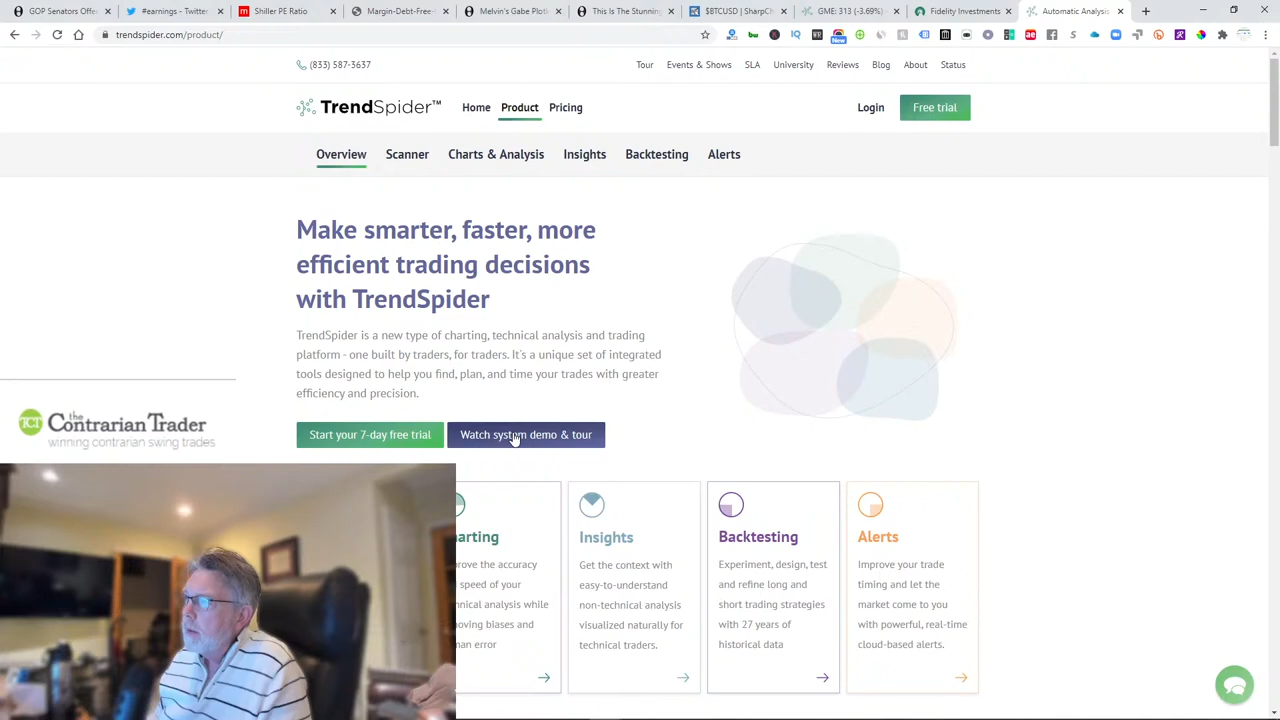 GOP Senators Offe
#earnings - Twitter
Shiller PE Ratio
Margin-Debt-Free
Melvin's Gabe Plotk
This Is The Stunning
$BTCUSD | SharpCh
GME: 313 (-3.69%)
Fidelity Investments
Automatic Analysis
trendspider.com/product/
New
(833) 587-3637
Tour
Events & Shows
SLA
University
Reviews
Blog
About
Status
TrendSpider™
Home
Product
Pricing
Login
Free trial
Overview
Scanner
Charts & Analysis
Insights
Backtesting
Alerts
Make smarter, faster, more
efficient trading decisions
with TrendSpider
TrendSpider is a new type of charting, technical analysis and trading
platform - one built by traders, for traders. It's a unique set of integrated
tools designed to help you find, plan, and time your trades with greater
efficiency and precision.
Start your 7-day free trial
Watch system demo & tour
TCT
the
Contrarian Trader
winning contrarian swing trades
arting
prove the accuracy
speed of your
hnical analysis while
moving biases and
man error
Insights
Get the context with
easy-to-understand
non-technical analysis
visualized naturally for
technical traders.
Backtesting
Experiment, design, test
and refine long and
short trading strategies
with 27 years of
historical data
Alerts
Improve your trade
timing and let the
market come to you
with powerful, real-time
cloud-based alerts.